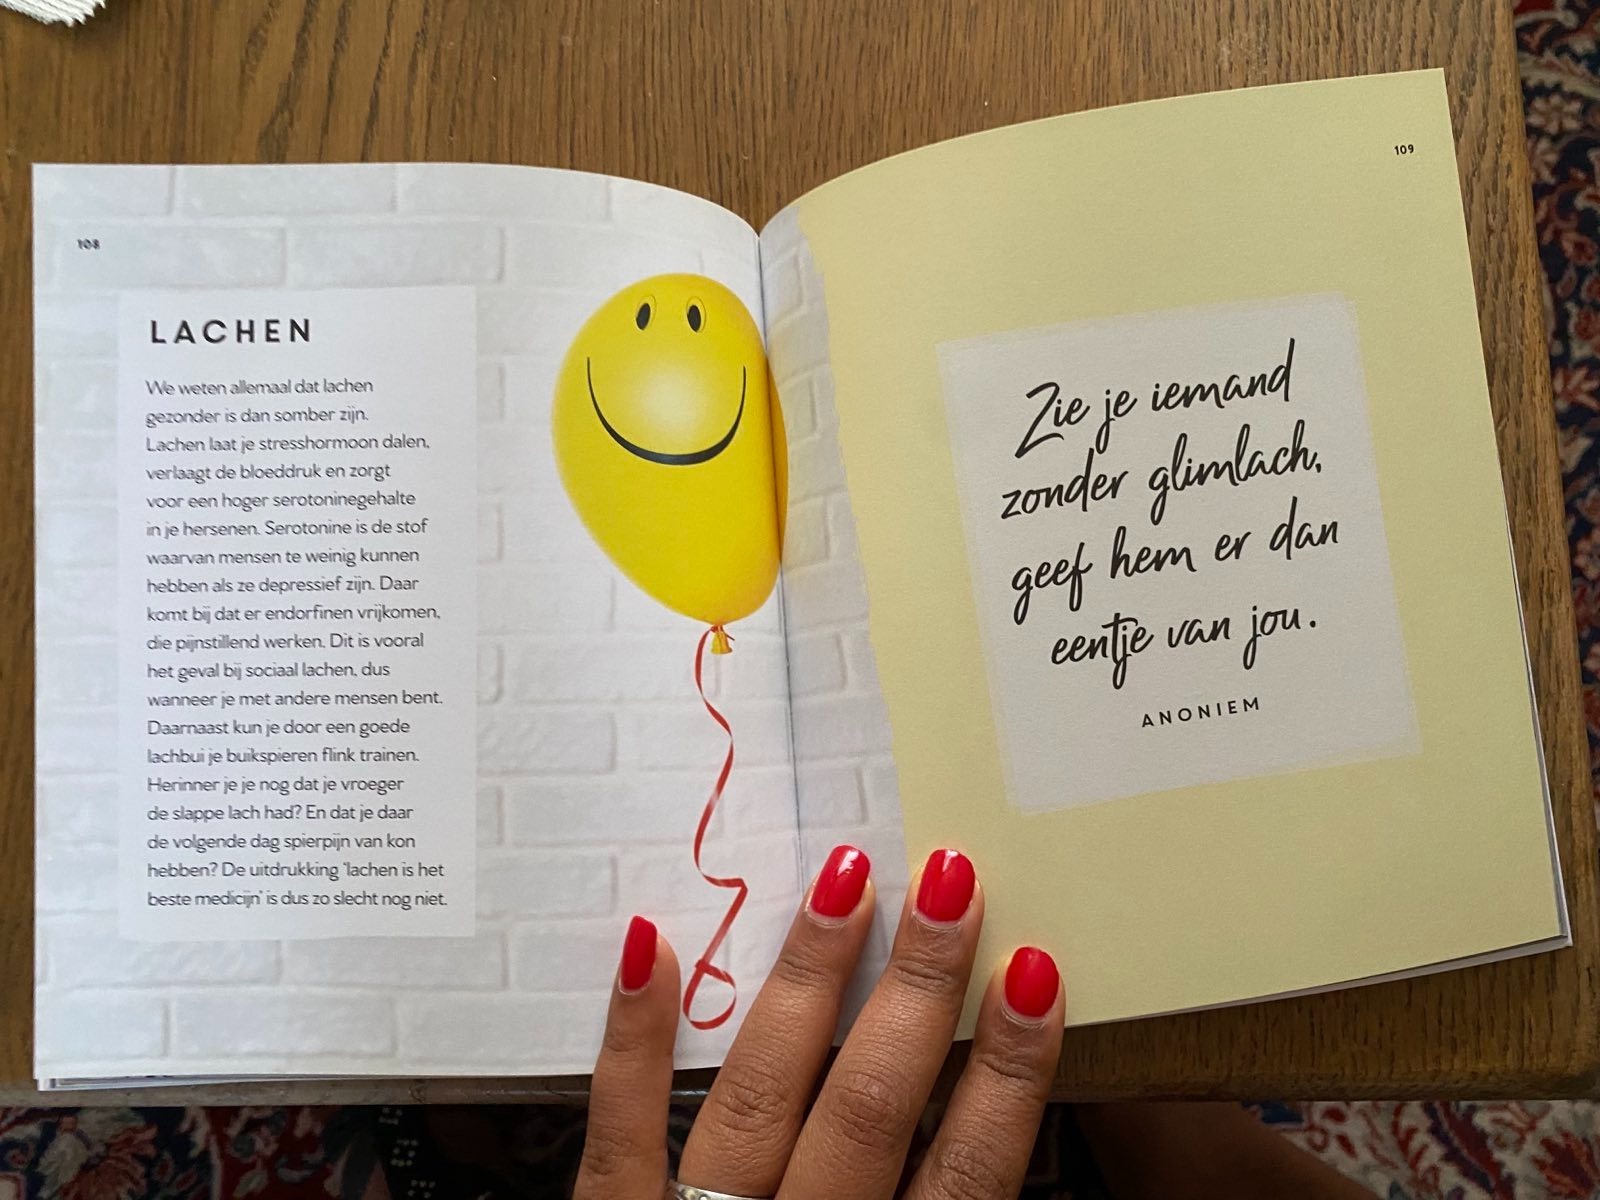 108
LACHEN
We weten allemaal dat lachen
gezonder is dan somber zijn.
Lachen laat je stresshormoon dalen,
verlaagt de bloeddruk en zorgt
voor een hoger serotoninegehalte
in je hersenen. Serotonine is de stof
waarvan mensen te weinig kunnen
hebben als ze depressief zijn. Daar
komt bij dat er endorfinen vrijkomen,
die pijnstillend werken. Dit is vooral
het geval bij sociaal lachen, dus
wanneer je met andere mensen bent.
Daarnaast kun je door een goede
lachbui je buikspieren flink trainen.
Herinner je je nog dat je vroeger
de slappe lach had? En dat je daar
de volgende dag spierpijn van kon
hebben? De uitdrukking 'lachen is het
beste medicijn' is dus zo slecht nog niet.
109
Zie je iemand
zonder glimlach,
geef hem er dan
eentje van jou.
ANONIEM